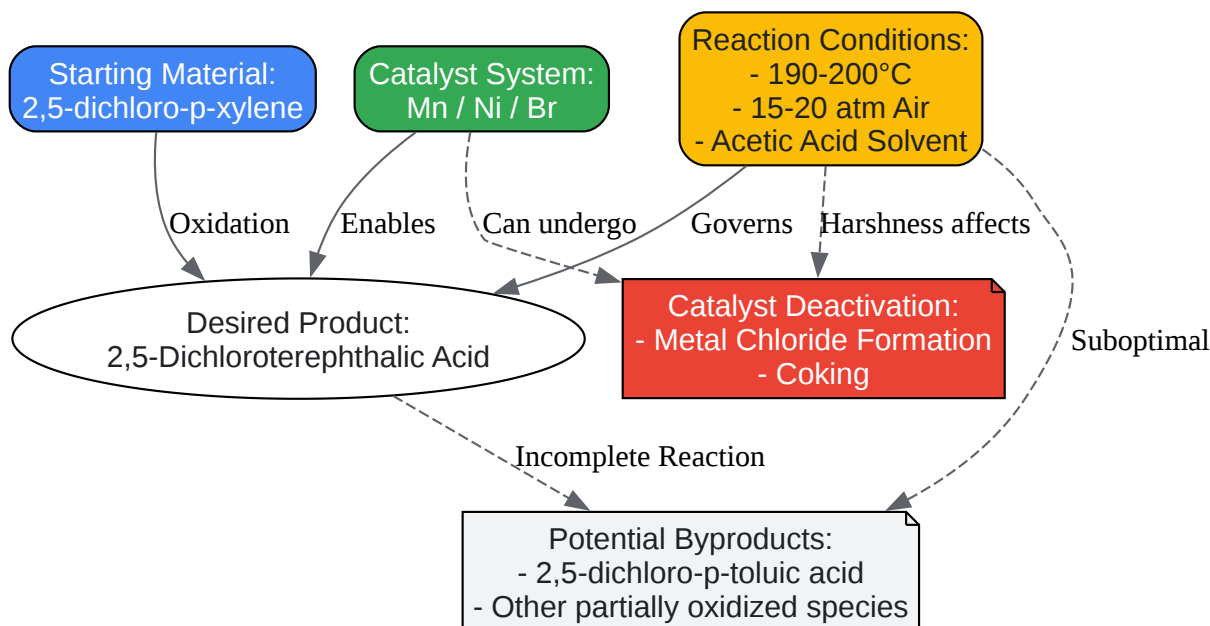 Starting Material:
2,5-dichloro-p-xylene
Catalyst System:
Mn / Ni / Br
Reaction Conditions:
- 190-200°C
- 15-20 atm Air
- Acetic Acid Solvent
Oxidation
Enables
Can undergo
Governs
Harshness affects
Desired Product:
2,5-Dichloroterephthalic Acid
Catalyst Deactivation:
- Metal Chloride Formation
- Coking
Suboptimal
Incomplete Reaction
Potential Byproducts:
- 2,5-dichloro-p-toluic acid
- Other partially oxidized species